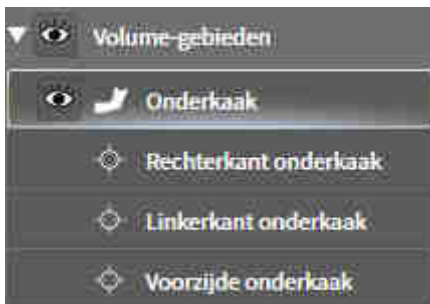 Volume-gebieden
Onderkaak
Rechterkant onderkaak
Linkerkant onderkaak
Voorzijde onderkaak